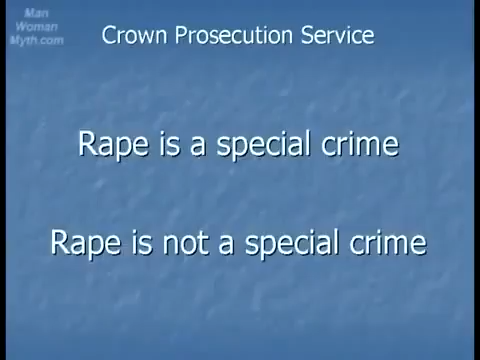 Man
Woman
Myth.com
Crown Prosecution Service
Rape is a special crime
Rape is not a special crime